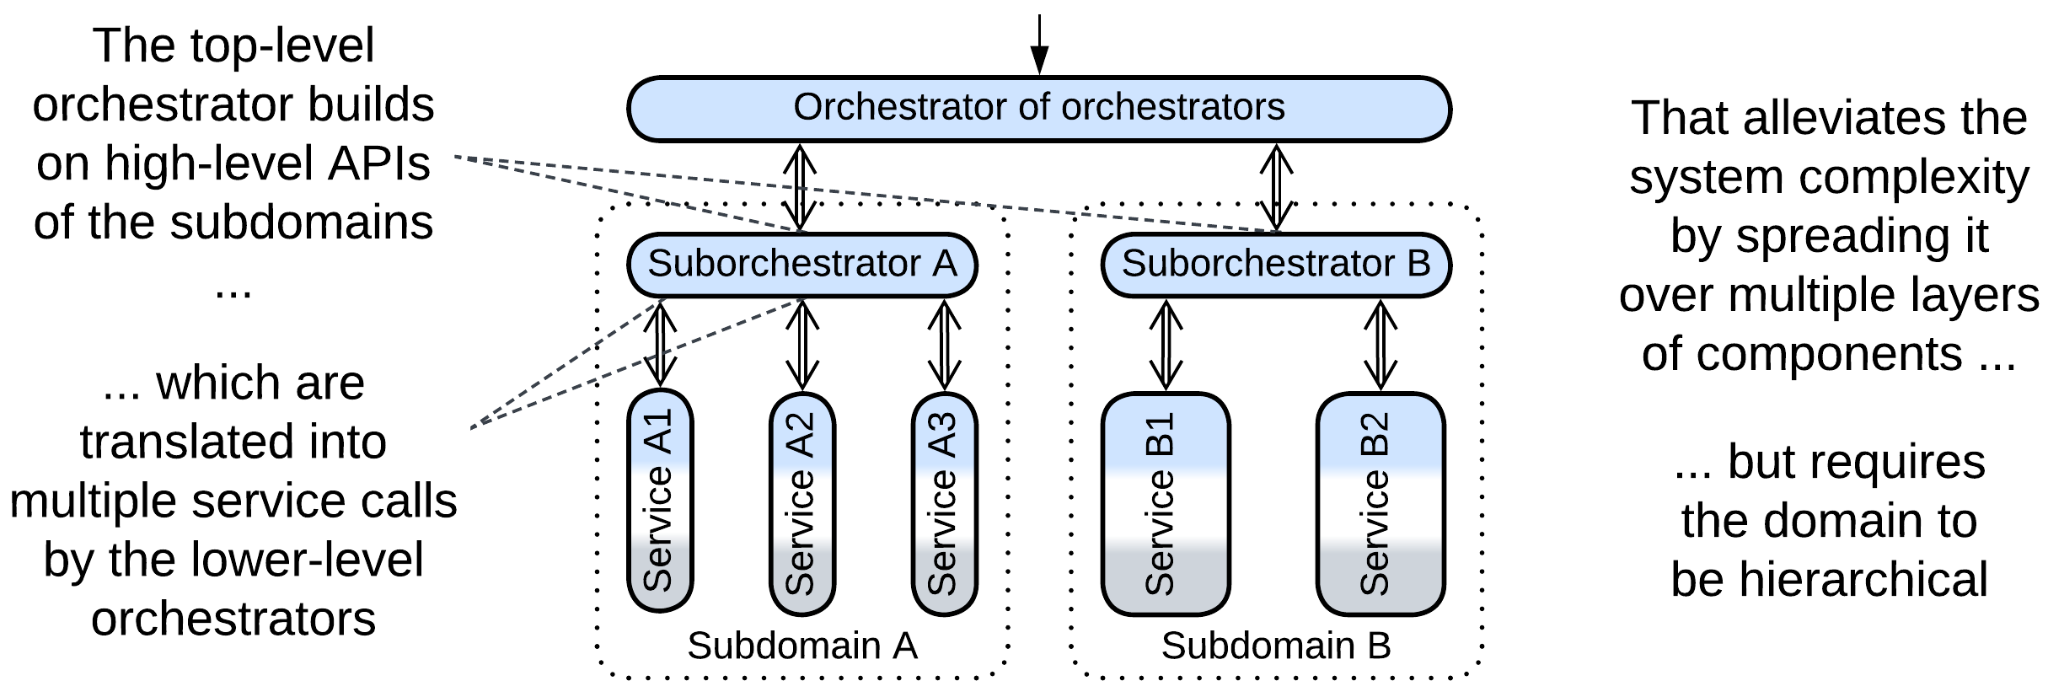 The top-level
orchestrator builds
on high-level APIs
of the subdomains
...
... which are
translated into
multiple service calls
by the lower-level
orchestrators
Orchestrator of orchestrators
Suborchestrator A
Suborchestrator B
Service A1
Service A2
Service A3
Service B1
Service B2
Subdomain A
Subdomain B
That alleviates the
system complexity
by spreading it
over multiple layers
of components ...
... but requires
the domain to
be hierarchical